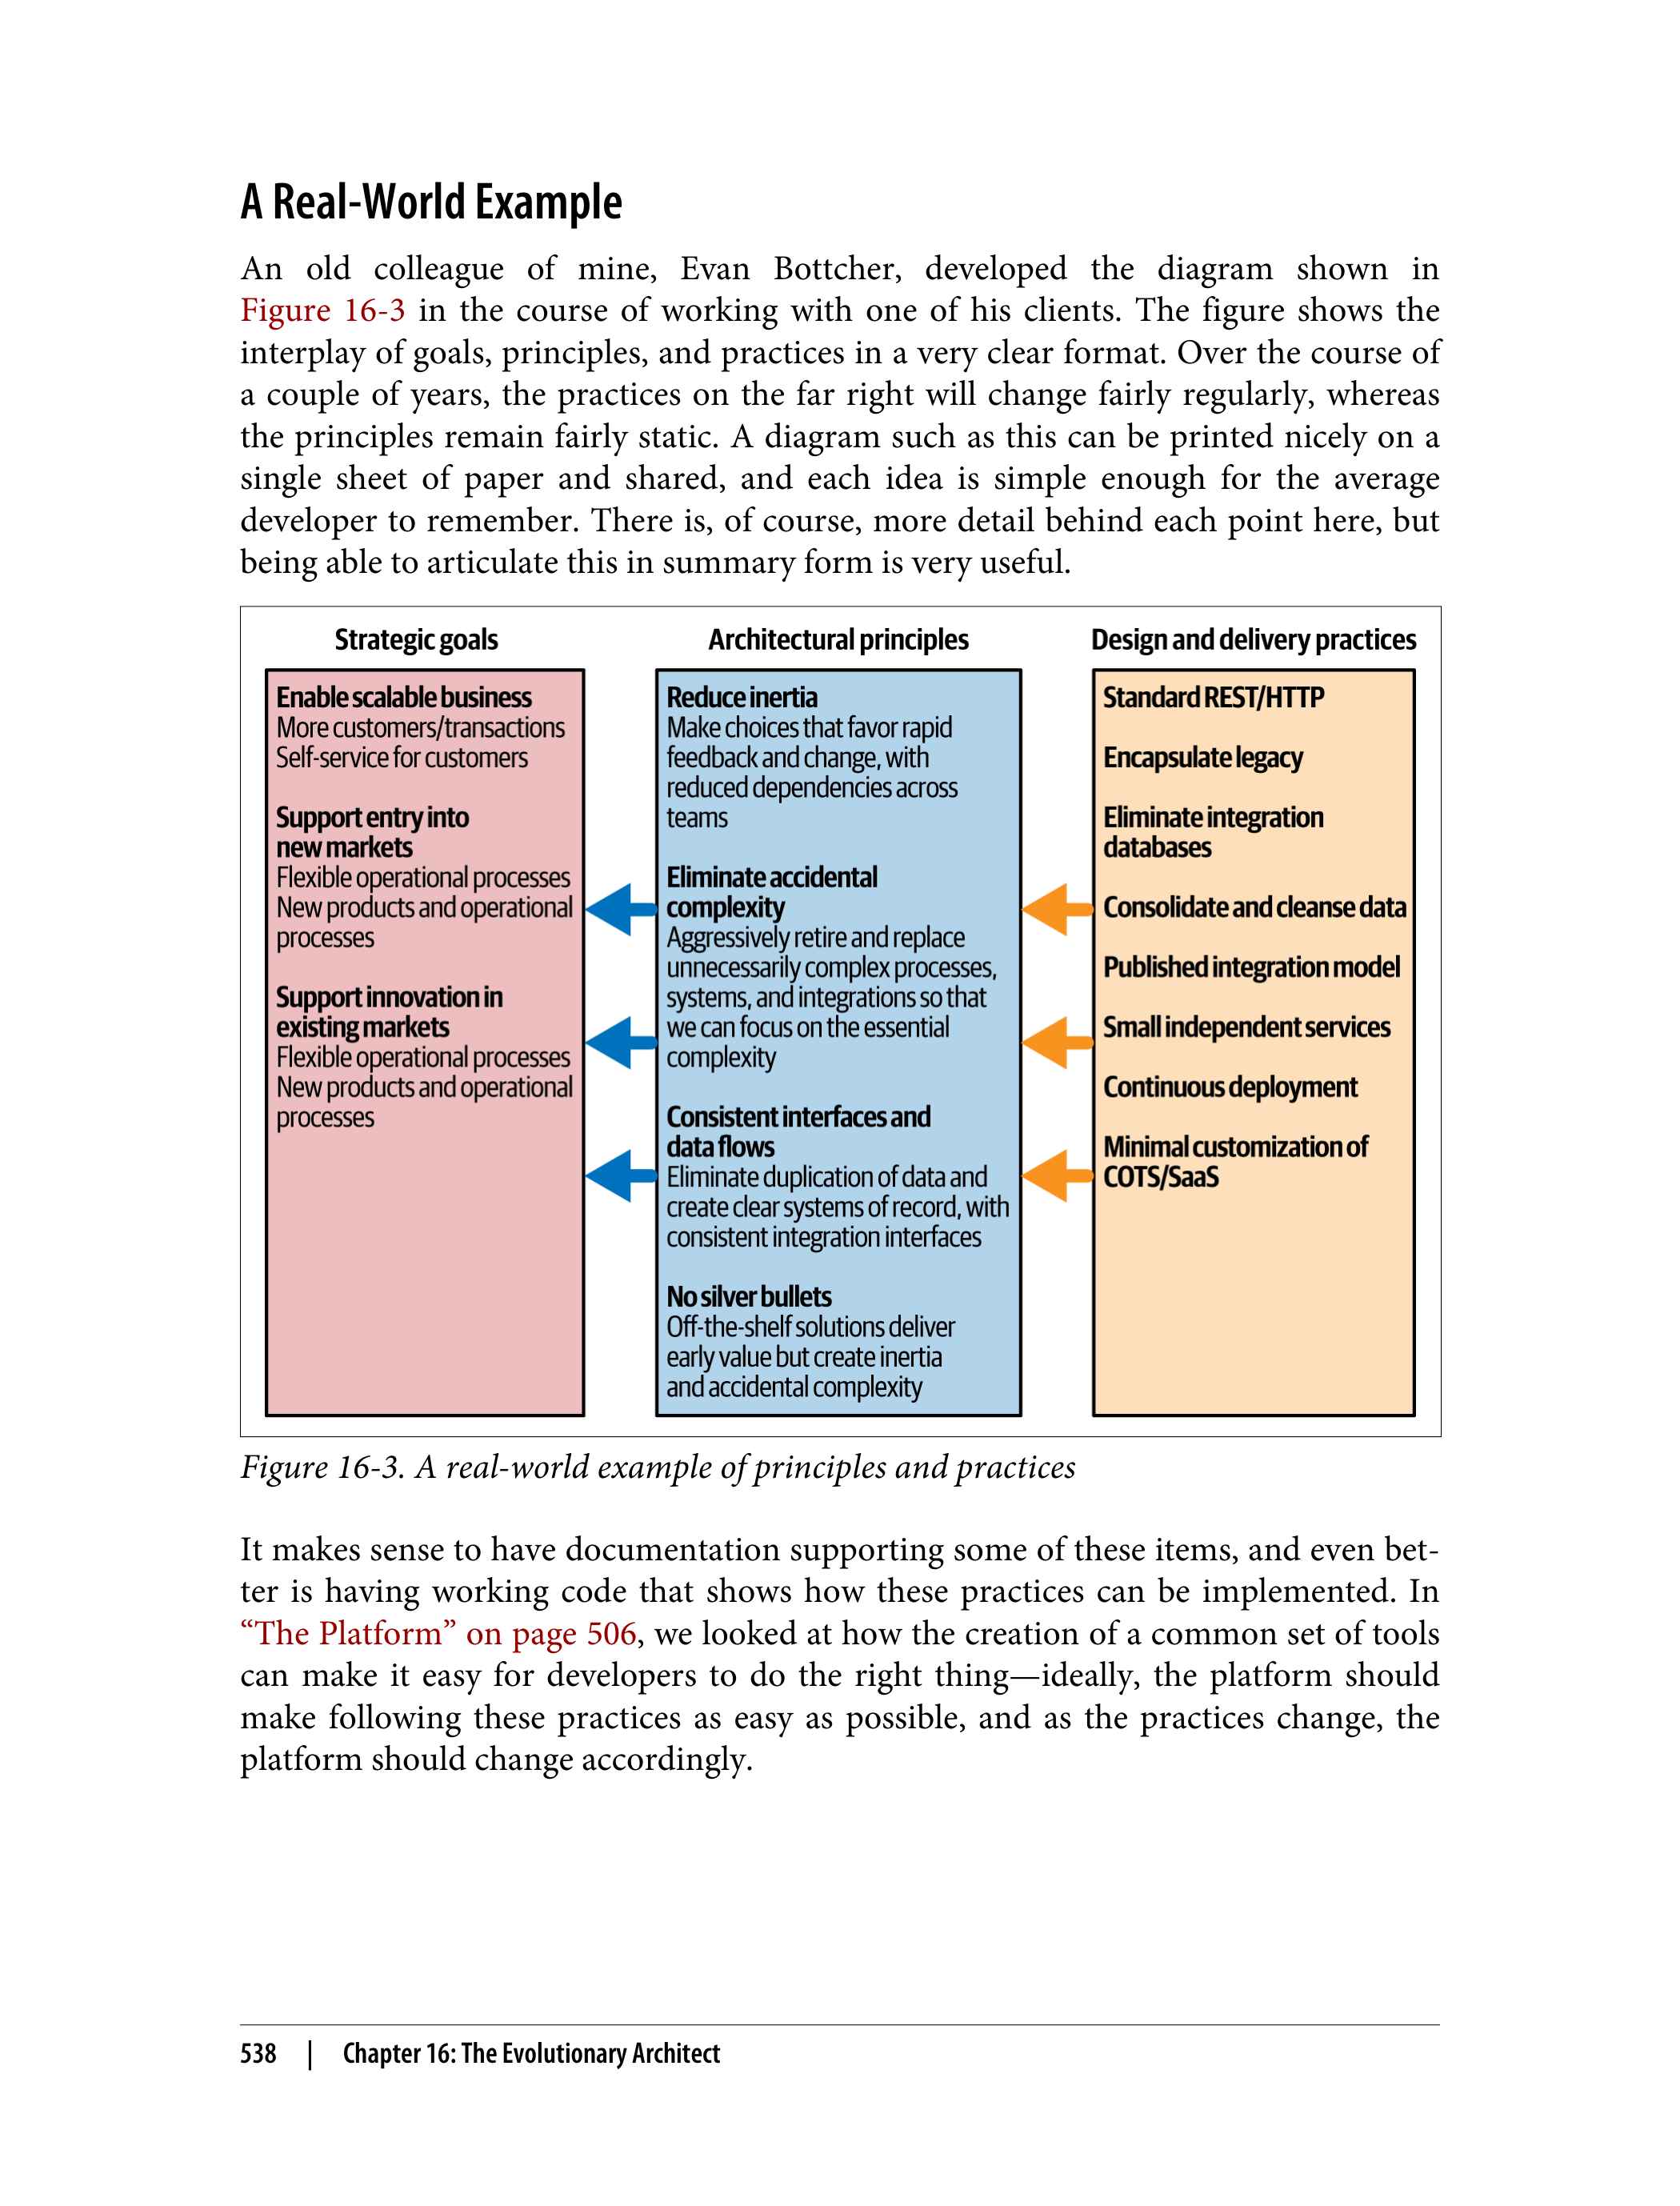 A Real-World Example
An old colleague of mine, Evan Bottcher, developed the diagram shown in
Figure 16-3 in the course of working with one of his clients. The figure shows the
interplay of goals, principles, and practices in a very clear format. Over the course of
a couple of years, the practices on the far right will change fairly regularly, whereas
the principles remain fairly static. A diagram such as this can be printed nicely on a
single sheet of paper and shared, and each idea is simple enough for the average
developer to remember. There is, of course, more detail behind each point here, but
being able to articulate this in summary form is very useful.
Strategic goals
Enable scalable business
More customers/transactions
Self-service for customers
Support entry into
new markets
Flexible operational processes
New products and operational
processes
Support innovation in
existing markets
Flexible operational processes
New products and operational
processes
Architectural principles
Reduce inertia
Make choices that favor rapid
feedback and change, with
reduced dependencies across
teams
Eliminate accidental
complexity
Aggressively retire and replace
unnecessarily complex processes,
systems, and integrations so that
we can focus on the essential
complexity
Consistent interfaces and
data flows
Eliminate duplication of data and
create clear systems of record, with
consistent integration interfaces
No silver bullets
Off-the-shelf solutions deliver
early value but create inertia
and accidental complexity
Design and delivery practices
Standard REST/HTTP
Encapsulate legacy
Eliminate integration
databases
Consolidate and cleanse data
Published integration model
Small independent services
Continuous deployment
Minimal customization of
COTS/SaaS
Figure 16-3. A real-world example of principles and practices
It makes sense to have documentation supporting some of these items, and even bet-
ter is having working code that shows how these practices can be implemented. In
“The Platform” on page 506, we looked at how the creation of a common set of tools
can make it easy for developers to do the right thing—ideally, the platform should
make following these practices as easy as possible, and as the practices change, the
platform should change accordingly.
538 | Chapter 16: The Evolutionary Architect